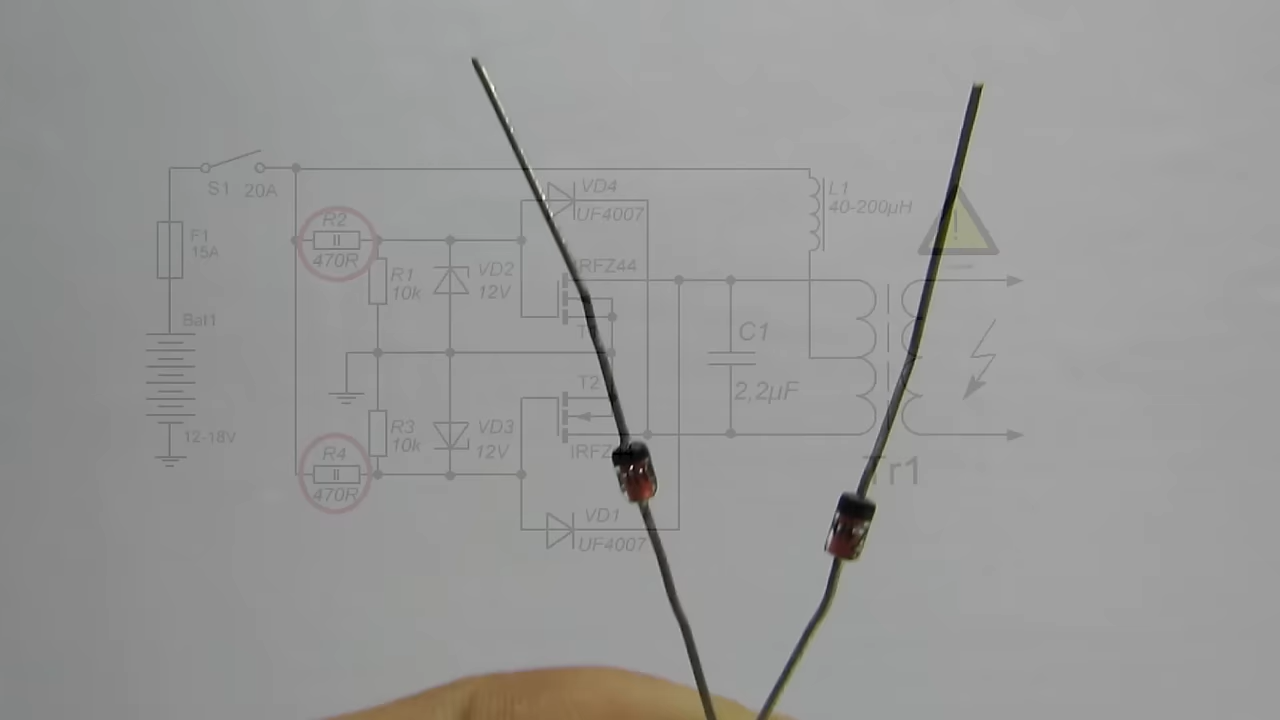 S1 20A
F1
15A
Bat1
12-18V
R2
470R
R1
10k
VD2
12V
R3
10k
R4
470R
VD3
12V
VD4
UF4007
IRFZ44
T2
VD1
UF4007
C1
2,2µF
L1
40-200µH
!
Tr1